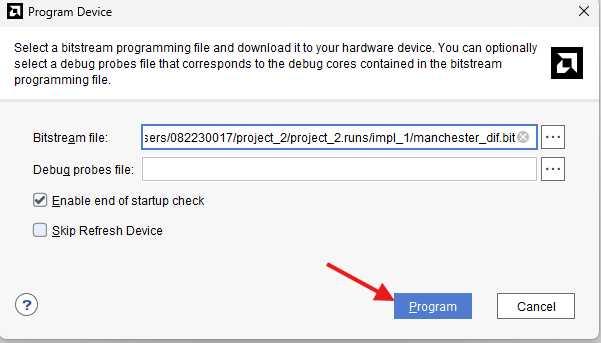 Program Device
Select a bitstream programming file and download it to your hardware device. You can optionally
select a debug probes file that corresponds to the debug cores contained in the bitstream
programming file.
Bitstream file: sers/082230017/project_2/project_2.runs/impl_1/manchester_dif.bit
Debug probes file:
Enable end of startup check
Skip Refresh Device
? Program Cancel